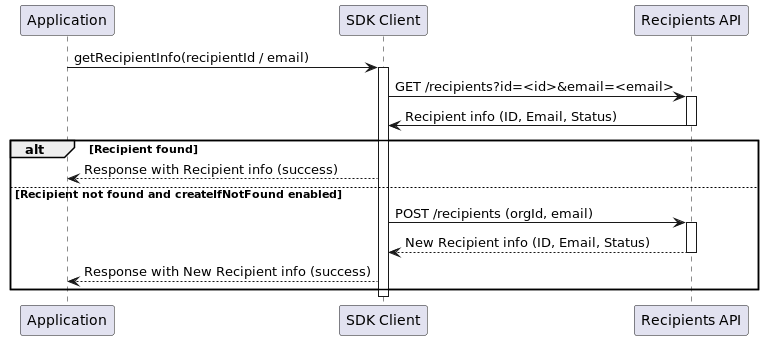 Application SDK Client Recipients API
getRecipientInfo(recipientId / email)
GET /recipients?id=<id>&email=<email>
Recipient info (ID, Email, Status)
alt [Recipient found]
Response with Recipient info (success)
[Recipient not found and createIfNotFound enabled]
POST /recipients (orgId, email)
New Recipient info (ID, Email, Status)
Response with New Recipient info (success)
Application SDK Client Recipients API